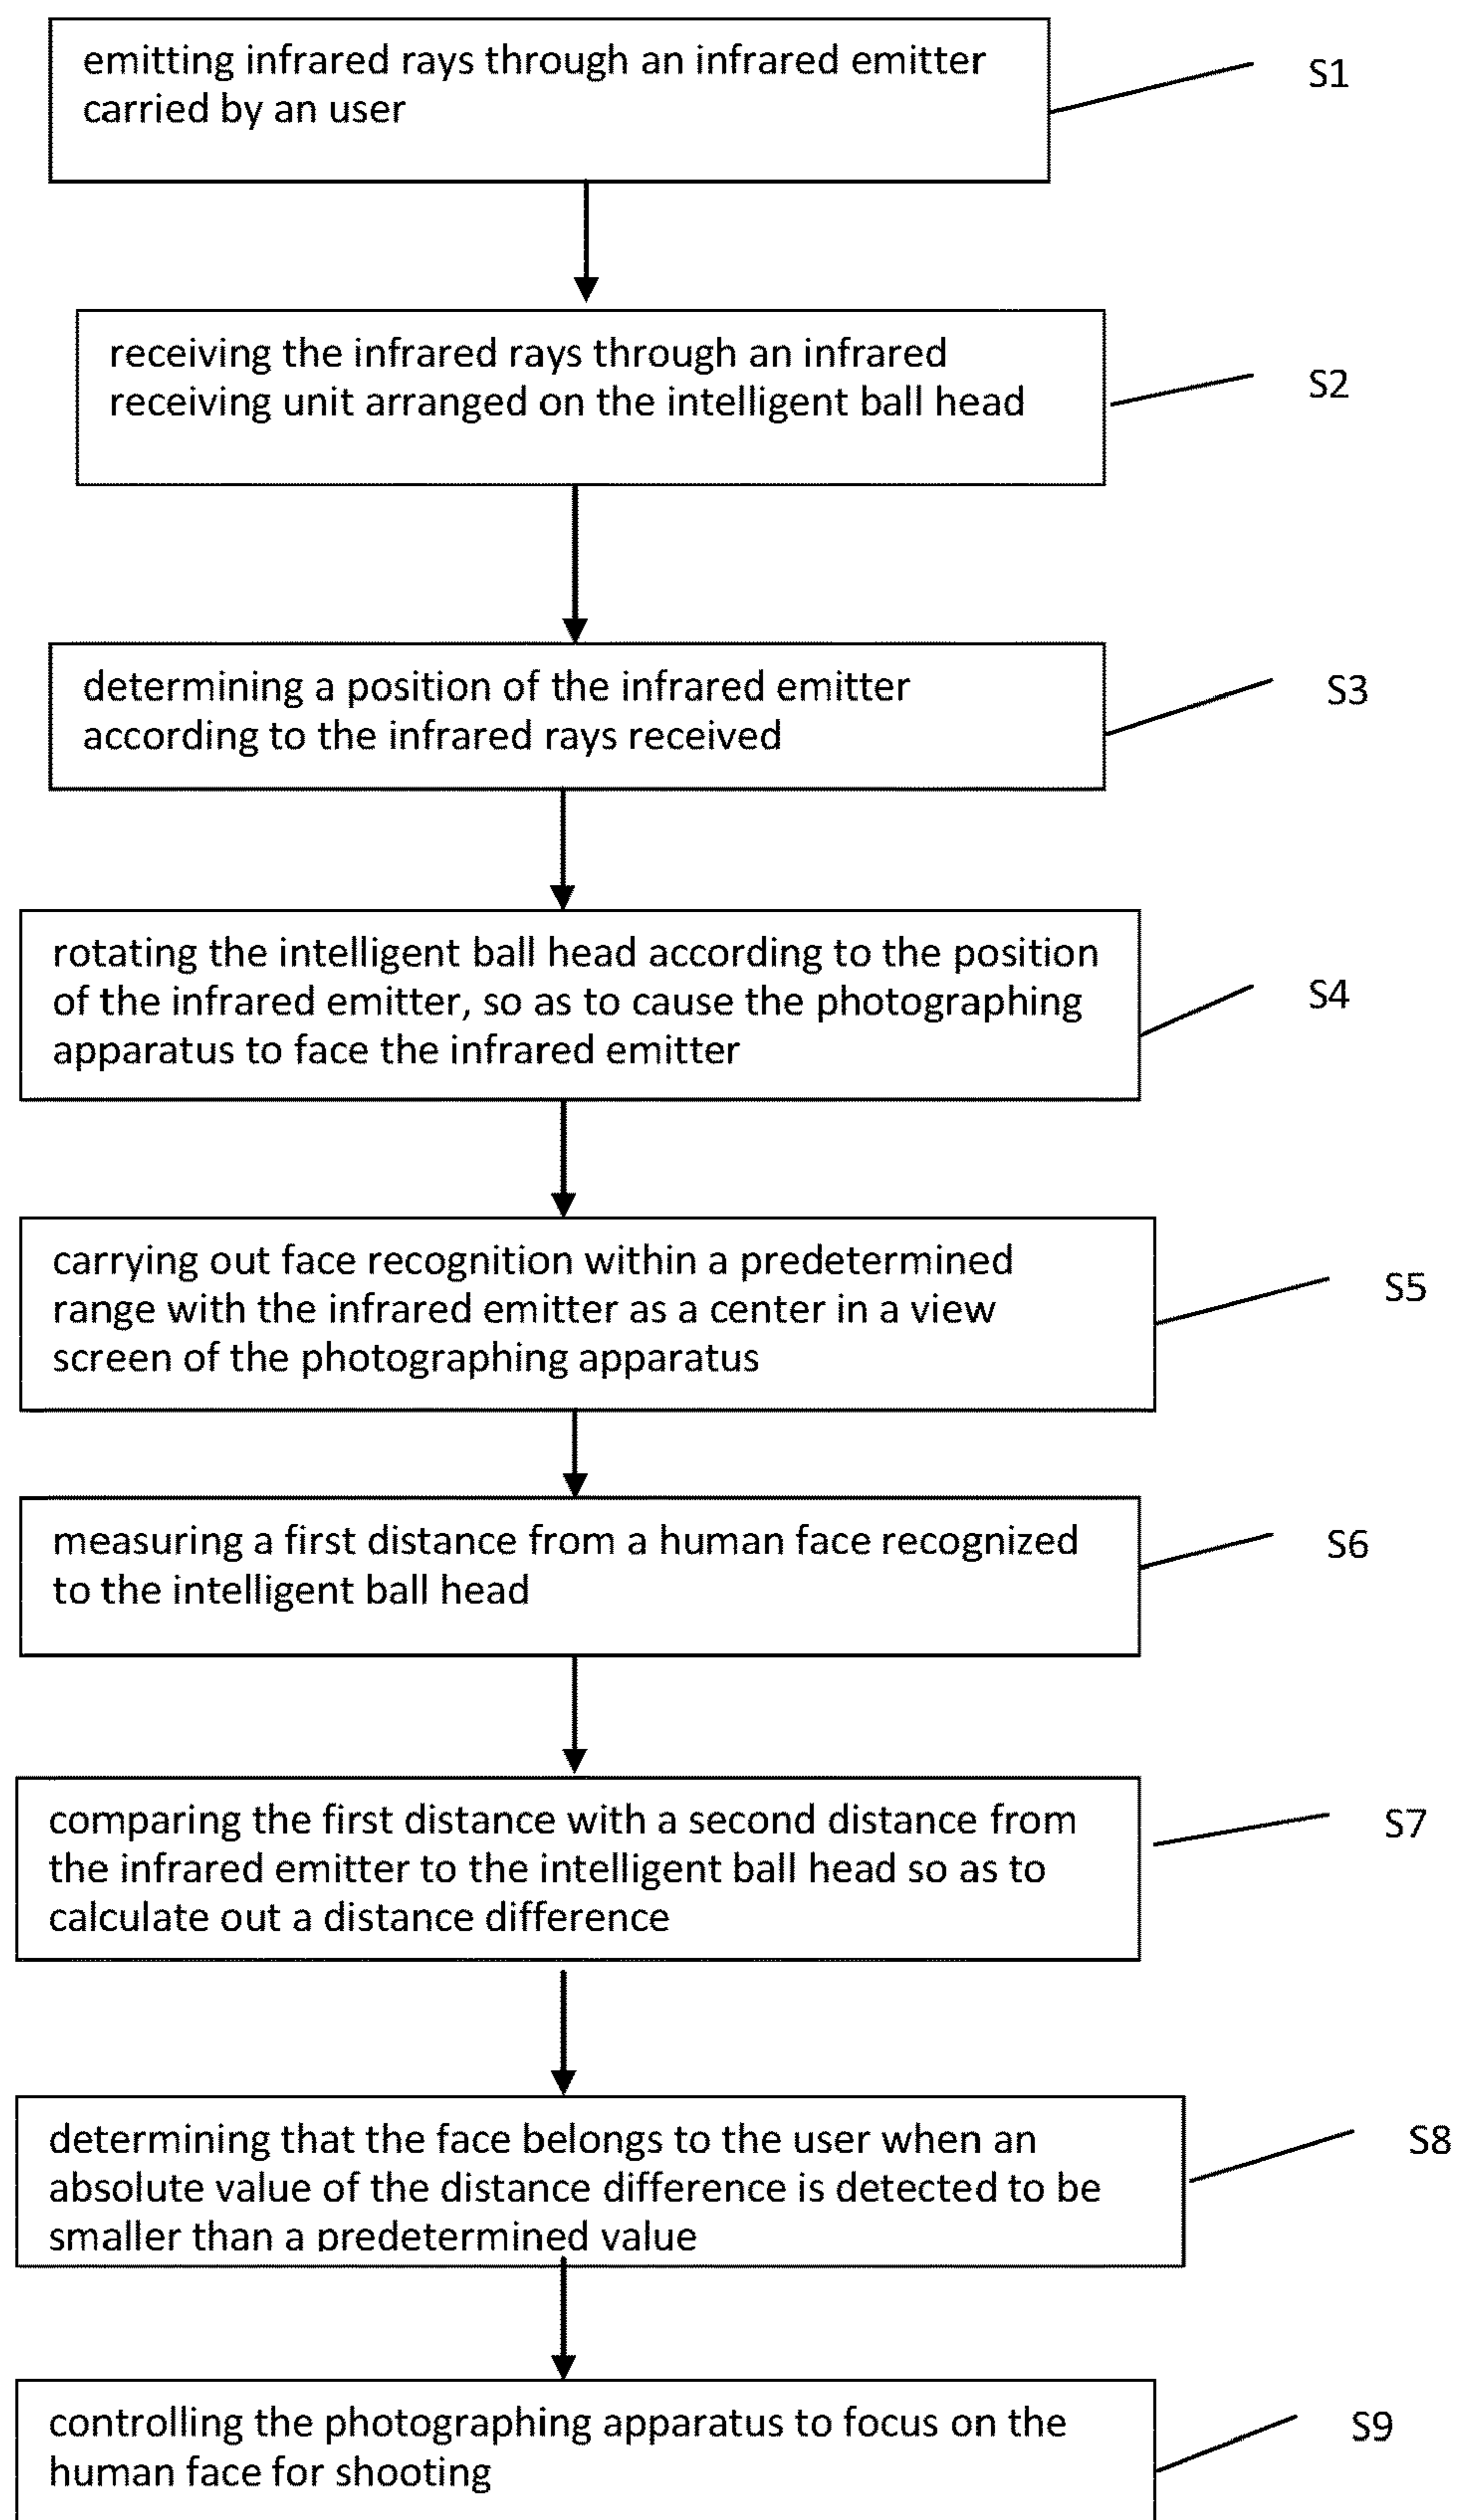 emitting infrared rays through an infrared emitter
carried by an user
S1
receiving the infrared rays through an infrared
receiving unit arranged on the intelligent ball head
S2
determining a position of the infrared emitter
according to the infrared rays received
S3
rotating the intelligent ball head according to the position
of the infrared emitter, so as to cause the photographing
apparatus to face the infrared emitter
S4
carrying out face recognition within a predetermined
range with the infrared emitter as a center in a view
screen of the photographing apparatus
S5
measuring a first distance from a human face recognized
to the intelligent ball head
S6
comparing the first distance with a second distance from
the infrared emitter to the intelligent ball head so as to
calculate out a distance difference
S7
determining that the face belongs to the user when an
absolute value of the distance difference is detected to be
smaller than a predetermined value
S8
controlling the photographing apparatus to focus on the
human face for shooting
S9